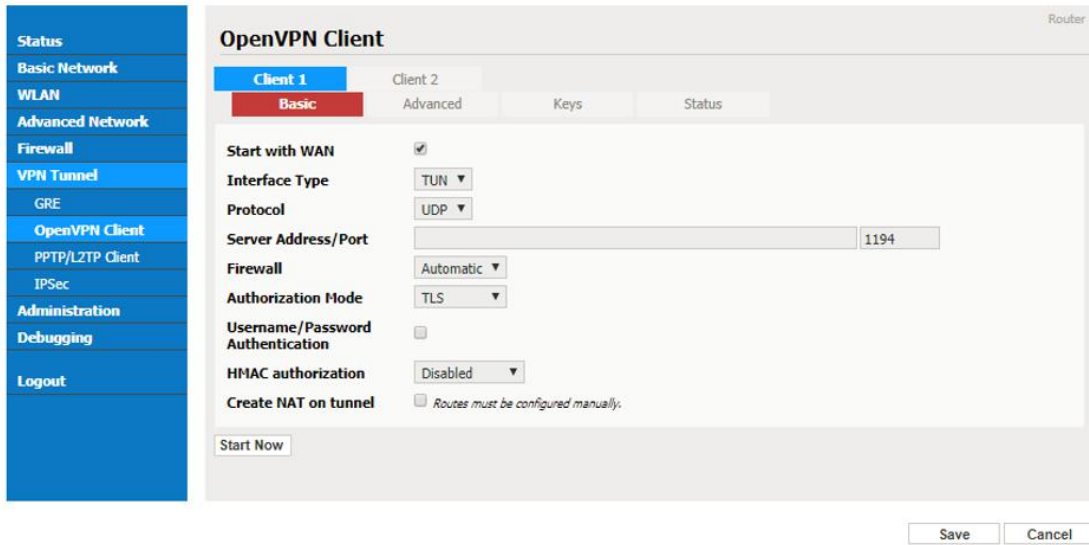 Router
Status
Basic Network
WLAN
Advanced Network
Firewall
VPN Tunnel
GRE
OpenVPN Client
PPTP/L2TP Client
IPSec
Administration
Debugging
Logout
OpenVPN Client
Client 1 Client 2
Basic Advanced Keys Status
Start with WAN
Interface Type TUN
Protocol UDP
Server Address/Port 1194
Firewall Automatic
Authorization Mode TLS
Username/Password
Authentication
HMAC authorization Disabled
Create NAT on tunnel Routes must be configured manually.
Start Now
Save Cancel